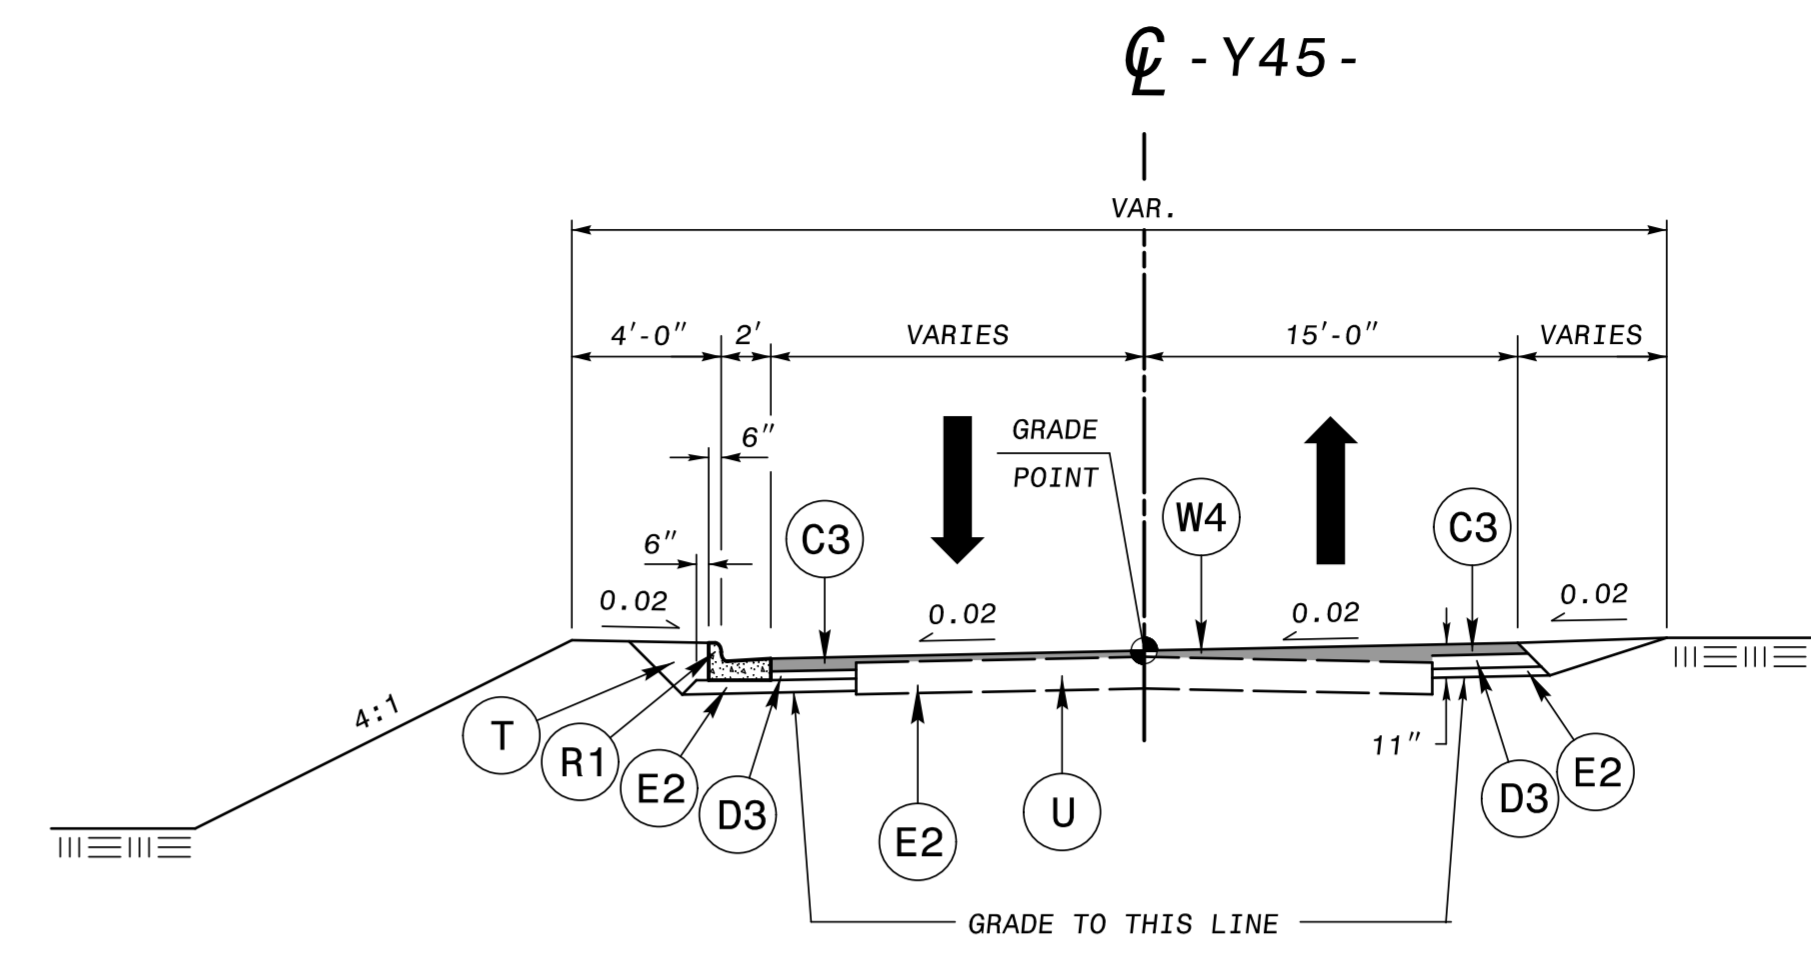 ℄ -Y45-
VAR.
4'-0" 2' VARIES 15'-0" VARIES
6"
GRADE
POINT
W4
C3
C3
6"
0.02
0.02
0.02
0.02
4:1
T
R1
E2
D3
E2
U
11"
D3
E2
GRADE TO THIS LINE